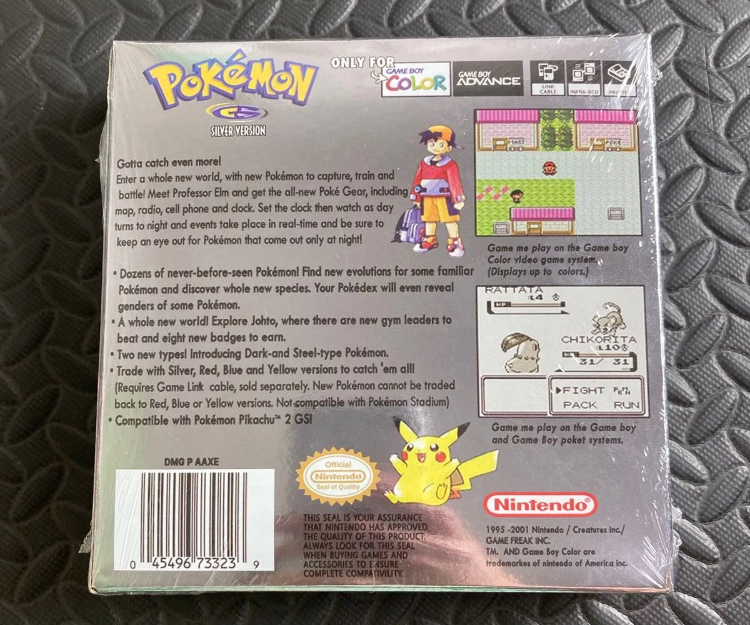 POKéMON
GS
SILVER VERSION
ONLY FOR
GAME BOY
COLOR
GAME BOY
ADVANCE
LINK
CABLE
INFRA-RED
Gotta catch even more!
Enter a whole new world, with new Pokémon to capture, train and
battle! Meet Professor Elm and get the all-new Poké Gear, including
map, radio, cell phone and clock. Set the clock then watch as day
turns to night and events take place in real-time and be sure to
keep an eye out for Pokémon that come out only at night!
• Dozens of never-before-seen Pokémon! Find new evolutions for some familiar
Pokémon and discover whole new species. Your Pokédex will even reveal
genders of some Pokémon.
• A whole new world! Explore Johto, where there are new gym leaders to
beat and eight new badges to earn.
• Two new types! Introducing Dark-and Steel-type Pokémon.
• Trade with Silver, Red, Blue and Yellow versions to catch 'em alll
(Requires Game Link cable, sold separately. New Pokémon cannot be traded
back to Red, Blue or Yellow versions. Not compatible with Pokémon Stadium)
• Compatible with Pokémon Pikachu™ 2 GS!
MART
POKE
Game me play on the Game boy
Color video game system.
(Displays up to colors.)
RATTATA
:L4
CHIKORITA
:L10
31/ 31
▶FIGHT
PACK RUN
Game me play on the Game boy
and Game Boy poket systems.
DMG P AAXE
0 45496 73323 9
Official
Nintendo
Seal of Quality
THIS SEAL IS YOUR ASSURANCE
THAT NINTENDO HAS APPROVED
THE QUALITY OF THIS PRODUCT.
ALWAYS LOOK FOR THIS SEAL
WHEN BUYING GAMES AND
ACCESSORIES TO ENSURE
COMPLETE COMPATIVILITY.
Nintendo®
1995 -2001 Nintendo / Creatures inc./
GAME FREAK INC.
TM. AND Game Boy Color are
trademarkes of nintendo of America inc.